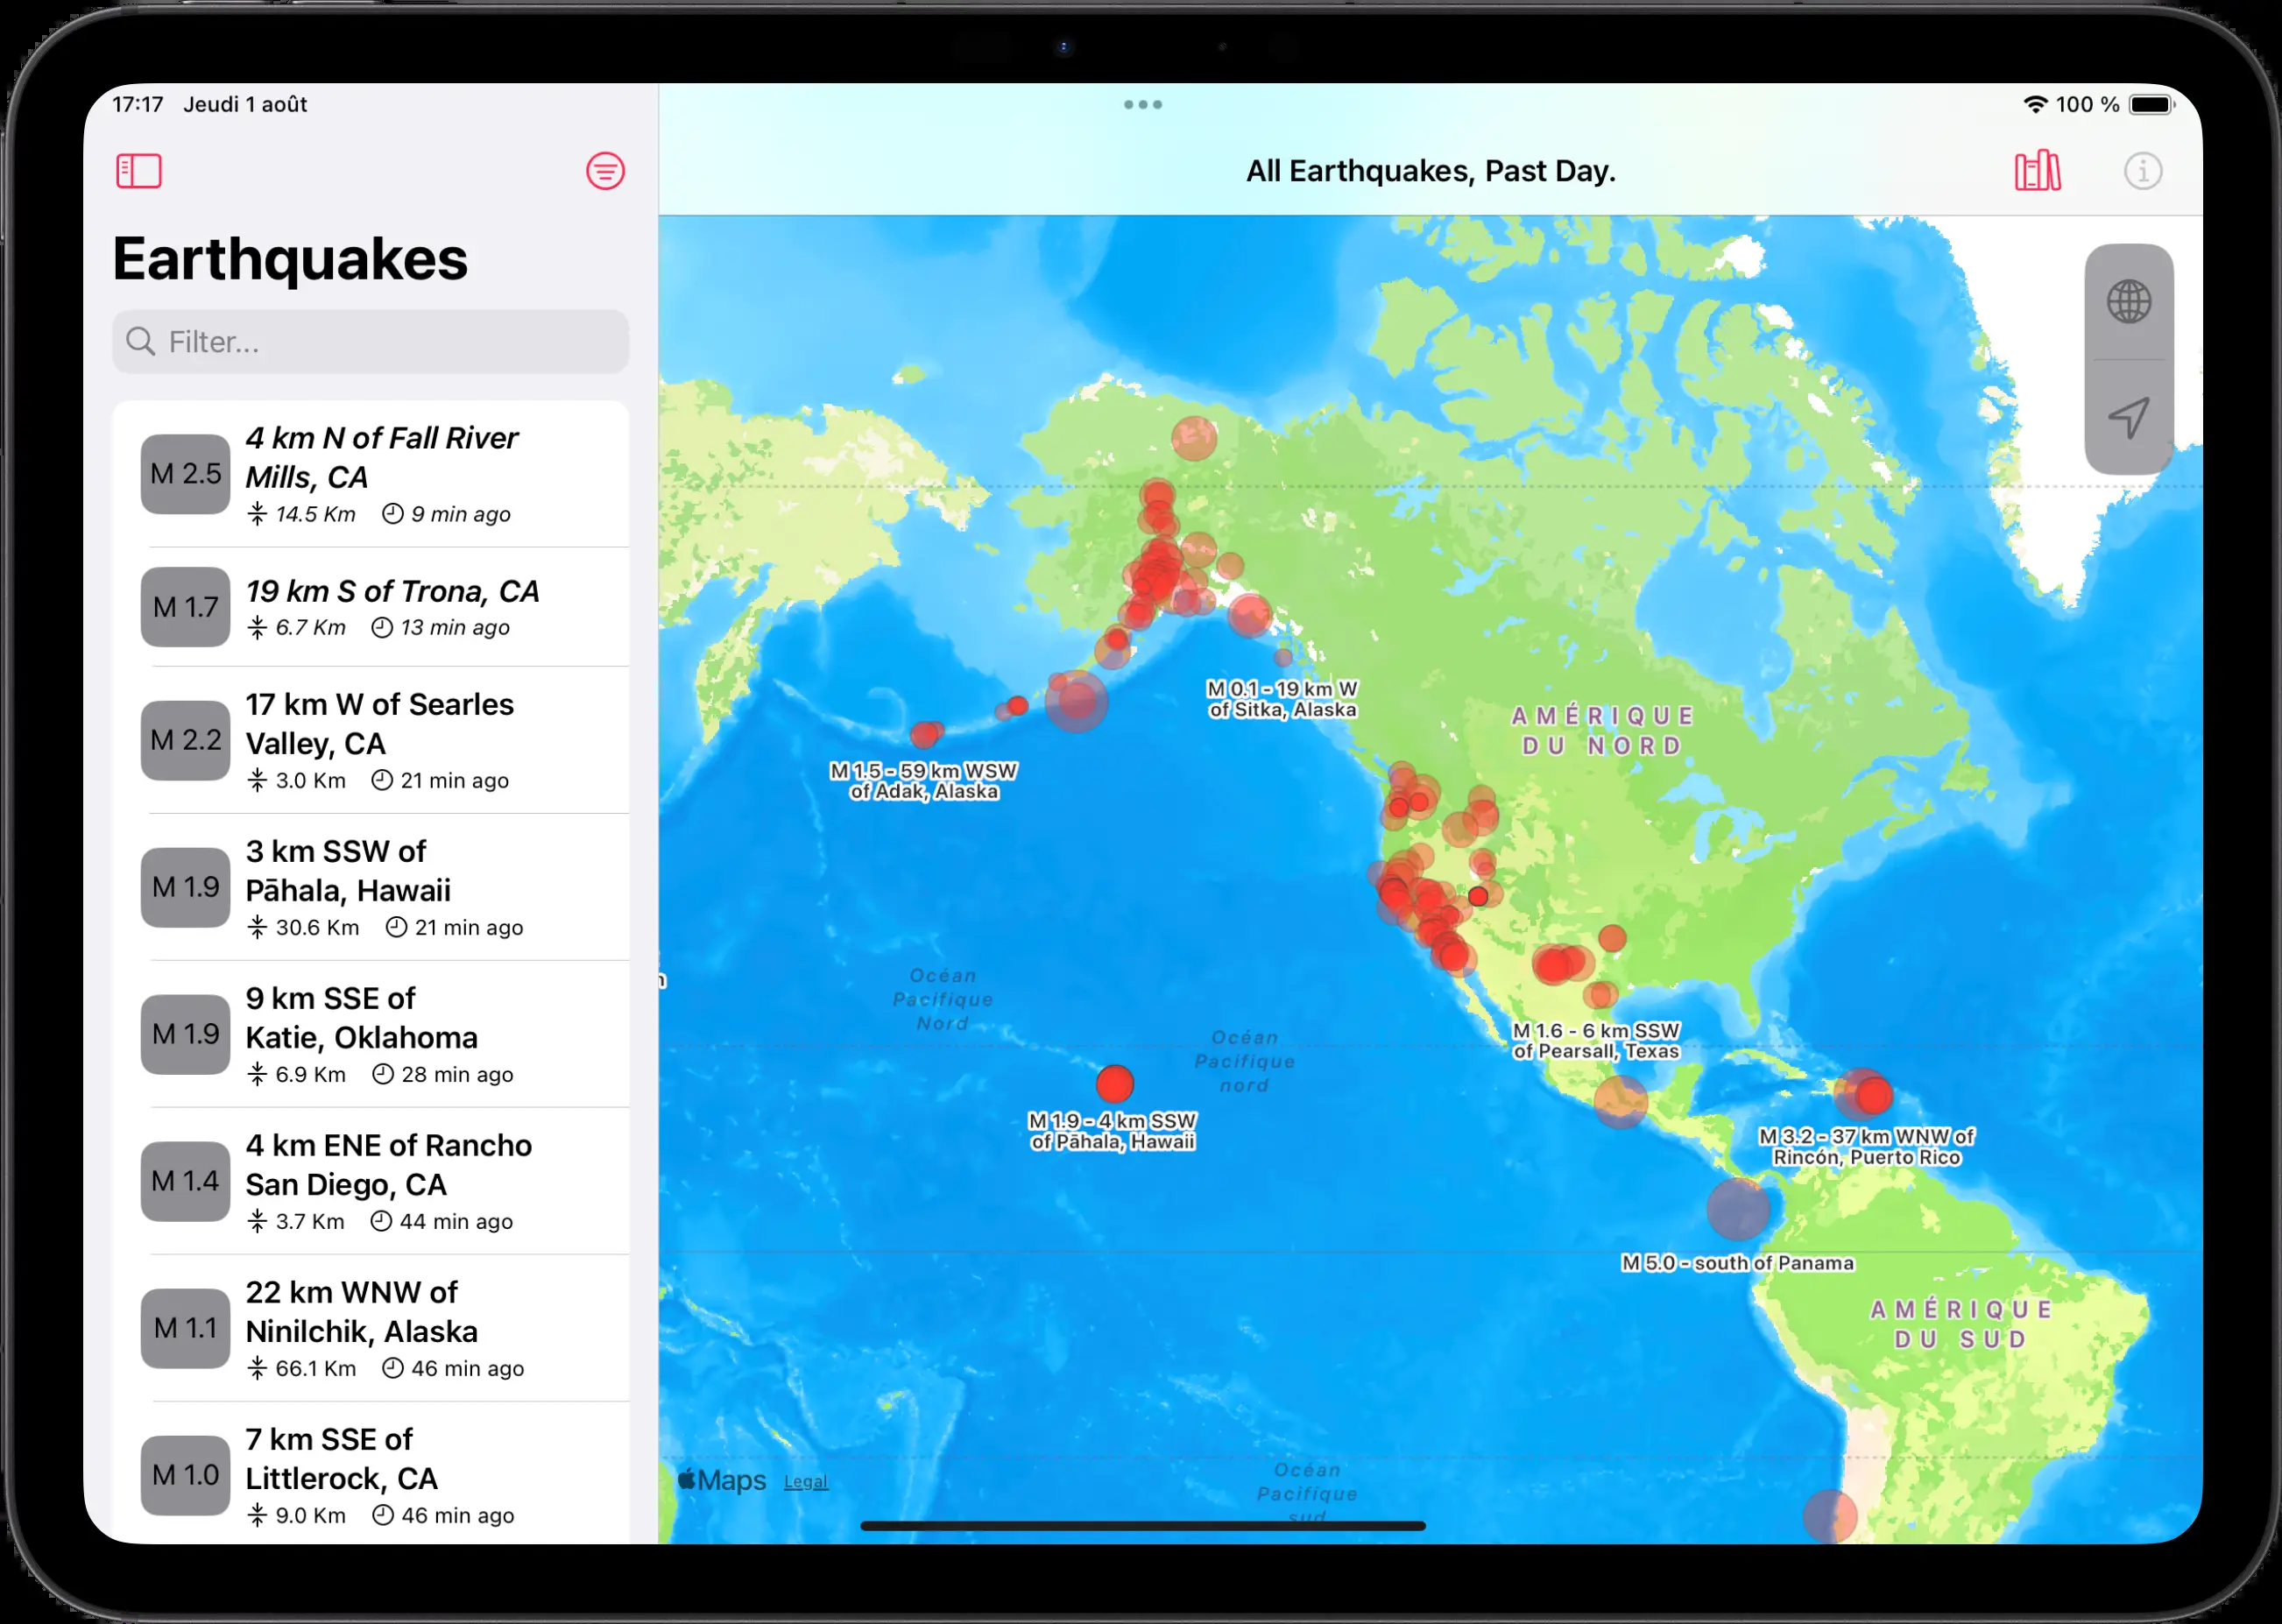 17:17 Jeudi 1 août
100 %
All Earthquakes, Past Day.
Earthquakes
Filter...
M 2.5
4 km N of Fall River
Mills, CA
14.5 Km 9 min ago
M 1.7
19 km S of Trona, CA
6.7 Km 13 min ago
M 2.2
17 km W of Searles
Valley, CA
3.0 Km 21 min ago
M 1.9
3 km SSW of
Pāhala, Hawaii
30.6 Km 21 min ago
M 1.9
9 km SSE of
Katie, Oklahoma
6.9 Km 28 min ago
M 1.4
4 km ENE of Rancho
San Diego, CA
3.7 Km 44 min ago
M 1.1
22 km WNW of
Ninilchik, Alaska
66.1 Km 46 min ago
M 1.0
7 km SSE of
Littlerock, CA
9.0 Km 46 min ago
M 0.1 - 19 km W
of Sitka, Alaska
AMÉRIQUE
DU NORD
M 1.5 - 59 km WSW
of Adak, Alaska
Océan
Pacifique
Nord
Océan
Pacifique
nord
M 1.6 - 6 km SSW
of Pearsall, Texas
M 1.9 - 4 km SSW
of Pāhala, Hawaii
M 3.2 - 37 km WNW of
Rincón, Puerto Rico
M 5.0 - south of Panama
AMÉRIQUE
DU SUD
Océan
Pacifique
sud
Maps Legal